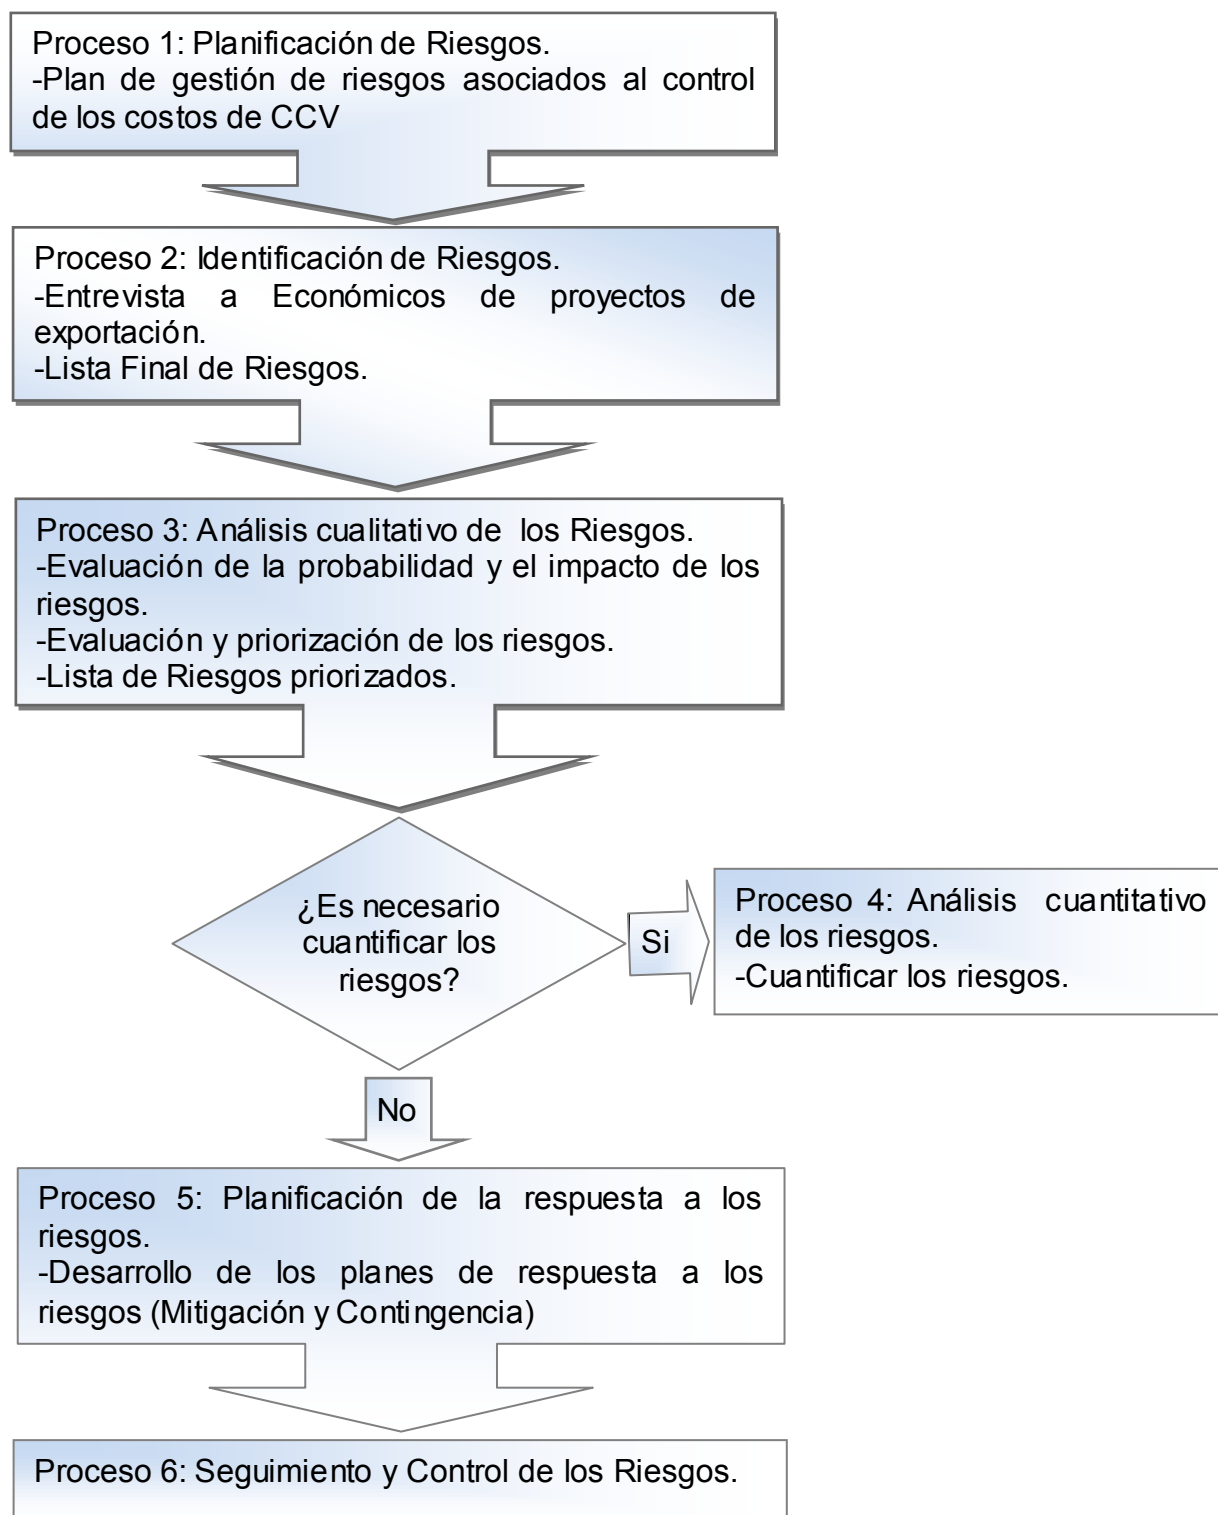 Proceso 1: Planificación de Riesgos.
-Plan de gestión de riesgos asociados al control
de los costos de CCV
Proceso 2: Identificación de Riesgos.
-Entrevista a Económicos de proyectos de
exportación.
-Lista Final de Riesgos.
Proceso 3: Análisis cualitativo de los Riesgos.
-Evaluación de la probabilidad y el impacto de los
riesgos.
-Evaluación y priorización de los riesgos.
-Lista de Riesgos priorizados.
¿Es necesario
cuantificar los
riesgos?
Si
Proceso 4: Análisis cuantitativo
de los riesgos.
-Cuantificar los riesgos.
No
Proceso 5: Planificación de la respuesta a los
riesgos.
-Desarrollo de los planes de respuesta a los
riesgos (Mitigación y Contingencia)
Proceso 6: Seguimiento y Control de los Riesgos.